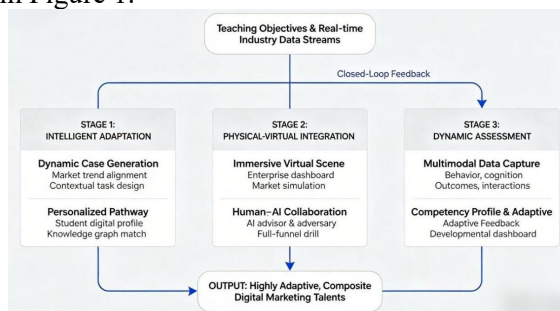 in Figure 1.
Teaching Objectives & Real-time
Industry Data Streams
Closed-Loop Feedback
STAGE 1:
INTELLIGENT ADAPTATION
Dynamic Case Generation
Market trend alignment
Contextual task design
Personalized Pathway
Student digital profile
Knowledge graph match
STAGE 2:
PHYSICAL-VIRTUAL INTEGRATION
Immersive Virtual Scene
Enterprise dashboard
Market simulation
Human–AI Collaboration
AI advisor & adversary
Full-funnel drill
STAGE 3:
DYNAMIC ASSESSMENT
Multimodal Data Capture
Behavior, cognition
Outcomes, interactions
Competency Profile & Adaptive
Adaptive Feedback
Developmental dashboard
OUTPUT: Highly Adaptive, Composite
Digital Marketing Talents